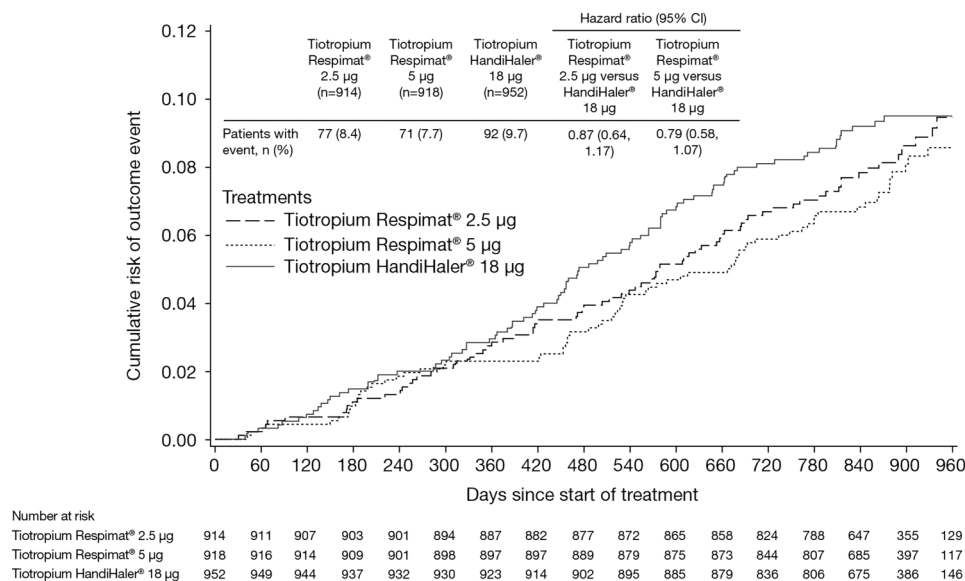 Hazard ratio (95% CI)
Tiotropium Respimat® 2.5 µg (n=914)
Tiotropium Respimat® 5 µg (n=918)
Tiotropium HandiHaler® 18 µg (n=952)
Tiotropium Respimat® 2.5 µg versus HandiHaler® 18 µg
Tiotropium Respimat® 5 µg versus HandiHaler® 18 µg
Patients with event, n (%)
77 (8.4)
71 (7.7)
92 (9.7)
0.87 (0.64, 1.17)
0.79 (0.58, 1.07)
Treatments
Tiotropium Respimat® 2.5 µg
Tiotropium Respimat® 5 µg
Tiotropium HandiHaler® 18 µg
Cumulative risk of outcome event
0.12
0.10
0.08
0.06
0.04
0.02
0.00
0 60 120 180 240 300 360 420 480 540 600 660 720 780 840 900 960
Days since start of treatment
Number at risk
Tiotropium Respimat® 2.5 µg 914 911 907 903 901 894 887 882 877 872 865 858 824 788 647 355 129
Tiotropium Respimat® 5 µg 918 916 914 909 901 898 897 897 889 879 875 873 844 807 685 397 117
Tiotropium HandiHaler® 18 µg 952 949 944 937 932 930 923 914 902 895 885 879 836 806 675 386 146